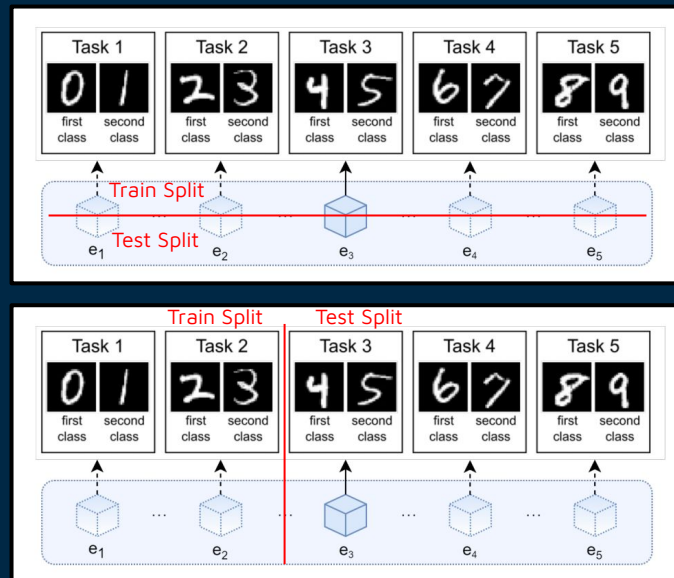 Task 1 Task 2 Task 3 Task 4 Task 5
0 1 2 3 4 5 6 7 8 9
first second first second first second first second first second
class class class class class class class class class class
Train Split
... ... ... ...
Test Split
e1 e2 e3 e4 e5
Train Split Test Split
Task 1 Task 2 Task 3 Task 4 Task 5
0 1 2 3 4 5 6 7 8 9
first second first second first second first second first second
class class class class class class class class class class
... ... ... ...
e1 e2 e3 e4 e5